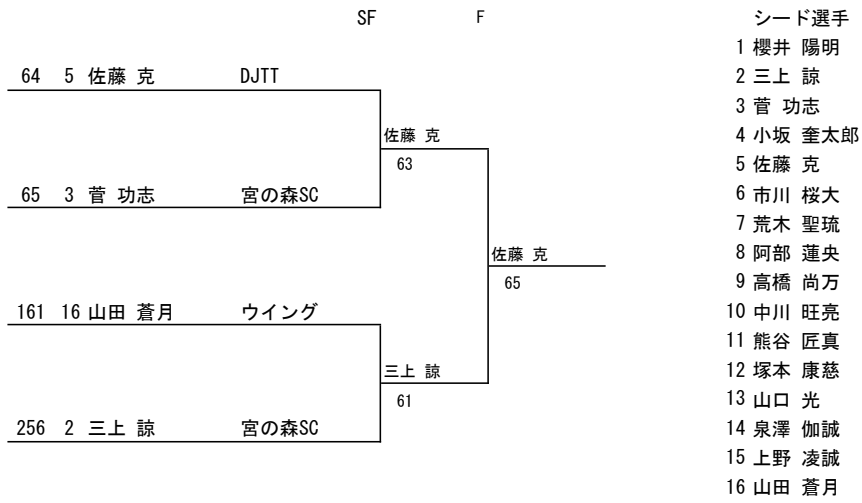 SF F シード選手
1 櫻井 陽明
64 5 佐藤 克 DJTT
2 三上 諒
3 菅 功志
佐藤 克
4 小坂 奎太郎
63
5 佐藤 克
65 3 菅 功志 宮の森SC
6 市川 桜大
7 荒木 聖琉
佐藤 克
8 阿部 蓮央
65
9 高橋 尚万
161 16 山田 蒼月 ウイング
10 中川 旺亮
11 熊谷 匠真
三上 諒
12 塚本 康慈
61
13 山口 光
256 2 三上 諒 宮の森SC
14 泉澤 伽誠
15 上野 凌誠
16 山田 蒼月